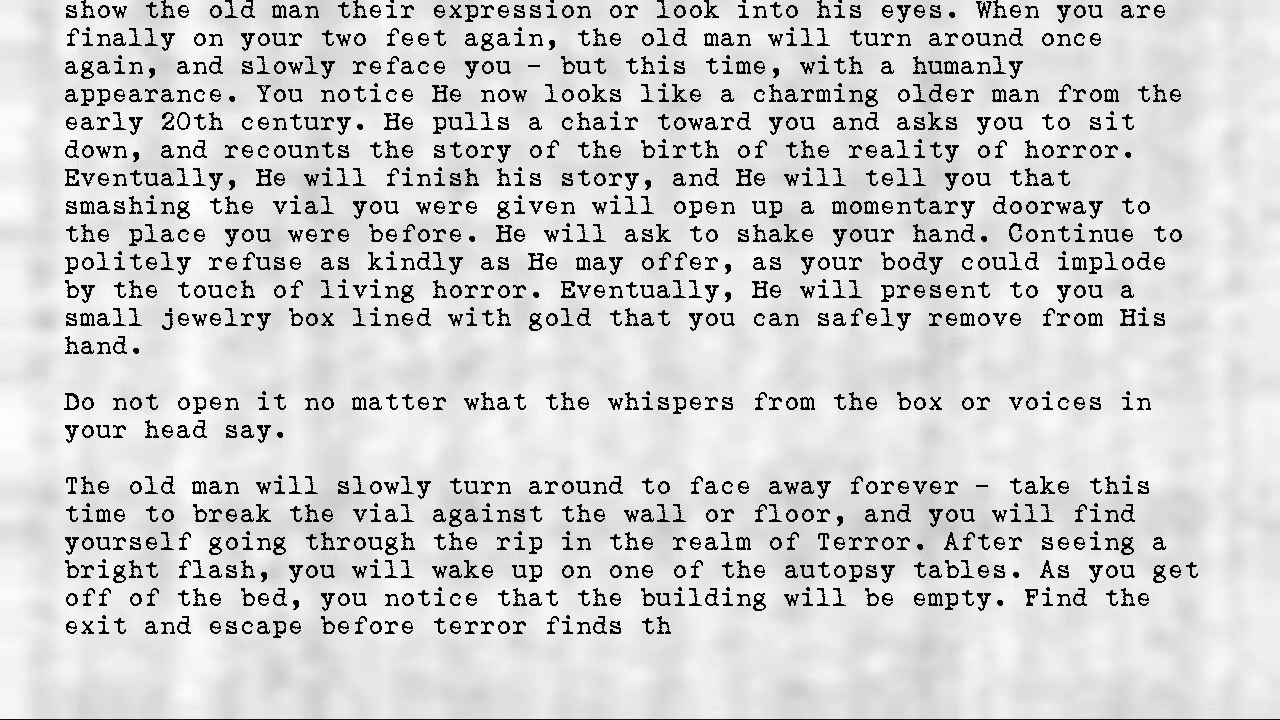 show the old man their expression or look into his eyes. When you are
finally on your two feet again, the old man will turn around once
again, and slowly reface you - but this time, with a humanly
appearance. You notice He now looks like a charming older man from the
early 20th century. He pulls a chair toward you and asks you to sit
down, and recounts the story of the birth of the reality of horror.
Eventually, He will finish his story, and He will tell you that
smashing the vial you were given will open up a momentary doorway to
the place you were before. He will ask to shake your hand. Continue to
politely refuse as kindly as He may offer, as your body could implode
by the touch of living horror. Eventually, He will present to you a
small jewelry box lined with gold that you can safely remove from His
hand.

Do not open it no matter what the whispers from the box or voices in
your head say.

The old man will slowly turn around to face away forever - take this
time to break the vial against the wall or floor, and you will find
yourself going through the rip in the realm of Terror. After seeing a
bright flash, you will wake up on one of the autopsy tables. As you get
off of the bed, you notice that the building will be empty. Find the
exit and escape before terror finds th